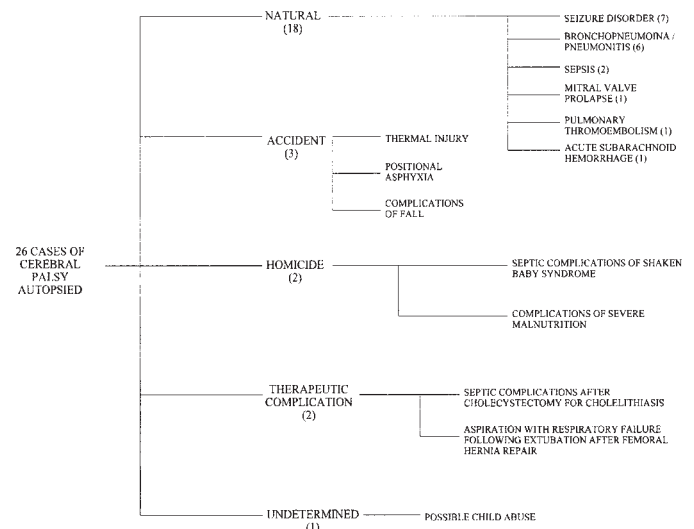 26 CASES OF
CEREBRAL
PALSY
AUTOPSIED
NATURAL
(18)
SEIZURE DISORDER (7)
BRONCHOPNEUMOINA /
PNEUMONITIS (6)
SEPSIS (2)
MITRAL VALVE
PROLAPSE (1)
PULMONARY
THROMOEMBOLISM (1)
ACUTE SUBARACHNOID
HEMORRHAGE (1)
ACCIDENT
(3)
THERMAL INJURY
POSITIONAL
ASPHYXIA
COMPLICATIONS
OF FALL
HOMICIDE
(2)
SEPTIC COMPLICATIONS OF SHAKEN
BABY SYNDROME
COMPLICATIONS OF SEVERE
MALNUTRITION
THERAPEUTIC
COMPLICATION
(2)
SEPTIC COMPLICATIONS AFTER
CHOLECYSTECTOMY FOR CHOLELITHIASIS
ASPIRATION WITH RESPIRATORY FAILURE
FOLLOWING EXTUBATION AFTER FEMORAL
HERNIA REPAIR
UNDETERMINED
(1)
POSSIBLE CHILD ABUSE